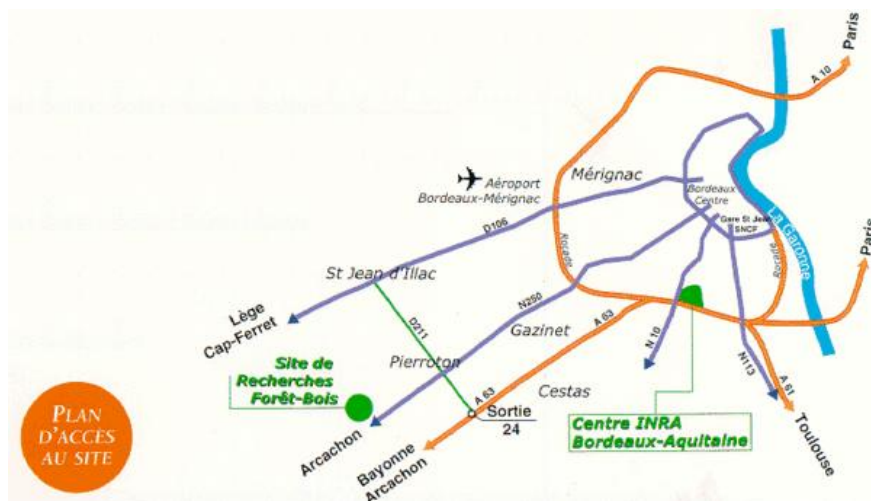 Paris
A 10
Mérignac
Aéroport
Bordeaux-Mérignac
Bordeaux
Centre
Gare St Jean
SNCF
La Garonne
D106
Rocade
Rocade
Paris
St Jean d'Illac
Lège
Cap-Ferret
D211
N250
Gazinet
A 63
N 10
N113
A 61
Pierroton
Site de
Recherches
Forêt-Bois
Cestas
A 63
Sortie
24
Centre INRA
Bordeaux-Aquitaine
Arcachon
Bayonne
Arcachon
Toulouse
PLAN
D'ACCÈS
AU SITE